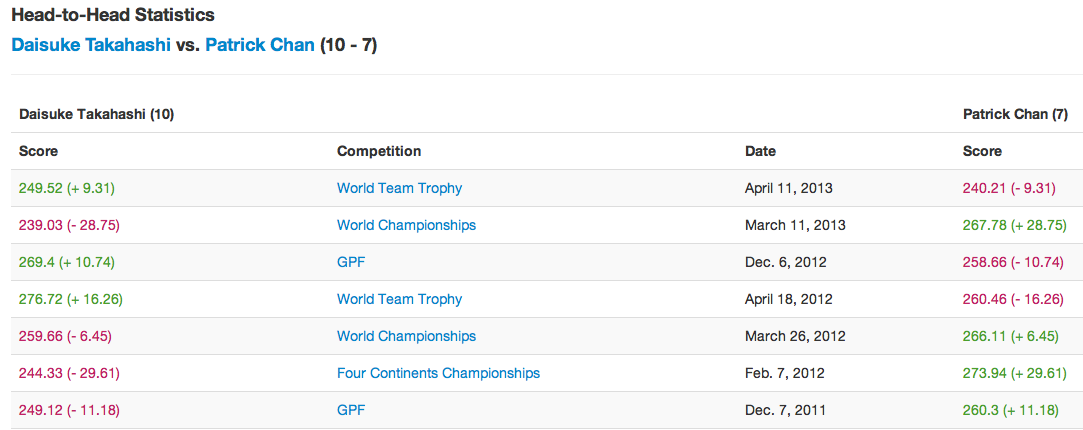 Head-to-Head Statistics
Daisuke Takahashi vs. Patrick Chan (10 - 7)
Daisuke Takahashi (10) Patrick Chan (7)
Score Competition Date Score
249.52 (+ 9.31) World Team Trophy April 11, 2013 240.21 (- 9.31)
239.03 (- 28.75) World Championships March 11, 2013 267.78 (+ 28.75)
269.4 (+ 10.74) GPF Dec. 6, 2012 258.66 (- 10.74)
276.72 (+ 16.26) World Team Trophy April 18, 2012 260.46 (- 16.26)
259.66 (- 6.45) World Championships March 26, 2012 266.11 (+ 6.45)
244.33 (- 29.61) Four Continents Championships Feb. 7, 2012 273.94 (+ 29.61)
249.12 (- 11.18) GPF Dec. 7, 2011 260.3 (+ 11.18)